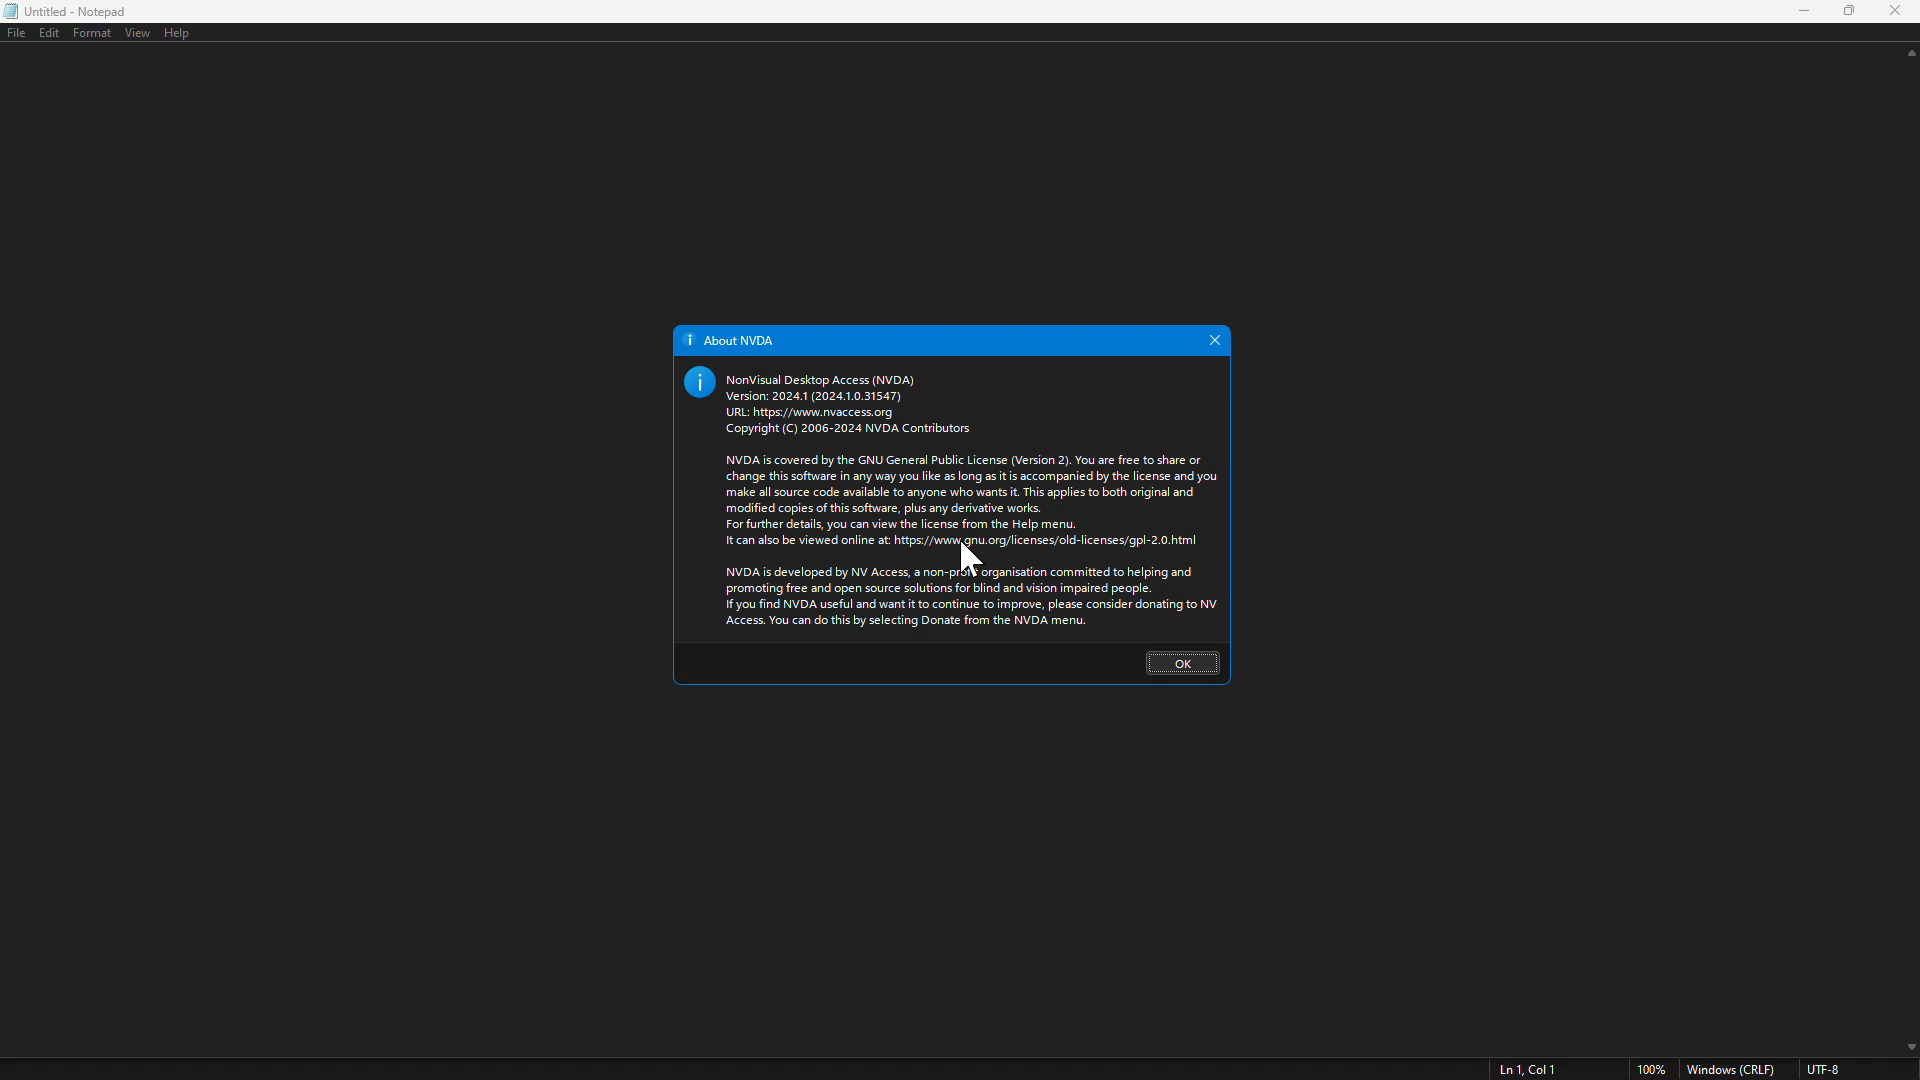 Untitled - Notepad
File Edit Format View Help
About NVDA
NonVisual Desktop Access (NVDA)
Version: 2024.1 (2024.1.0.31547)
URL: https://www.nvaccess.org
Copyright (C) 2006-2024 NVDA Contributors
NVDA is covered by the GNU General Public License (Version 2). You are free to share or
change this software in any way you like as long as it is accompanied by the license and you
make all source code available to anyone who wants it. This applies to both original and
modified copies of this software, plus any derivative works.
For further details, you can view the license from the Help menu.
It can also be viewed online at: https://www.gnu.org/licenses/old-licenses/gpl-2.0.html
NVDA is developed by NV Access, a non-profit organisation committed to helping and
promoting free and open source solutions for blind and vision impaired people.
If you find NVDA useful and want it to continue to improve, please consider donating to NV
Access. You can do this by selecting Donate from the NVDA menu.
OK
Ln 1, Col 1 100% Windows (CRLF) UTF-8